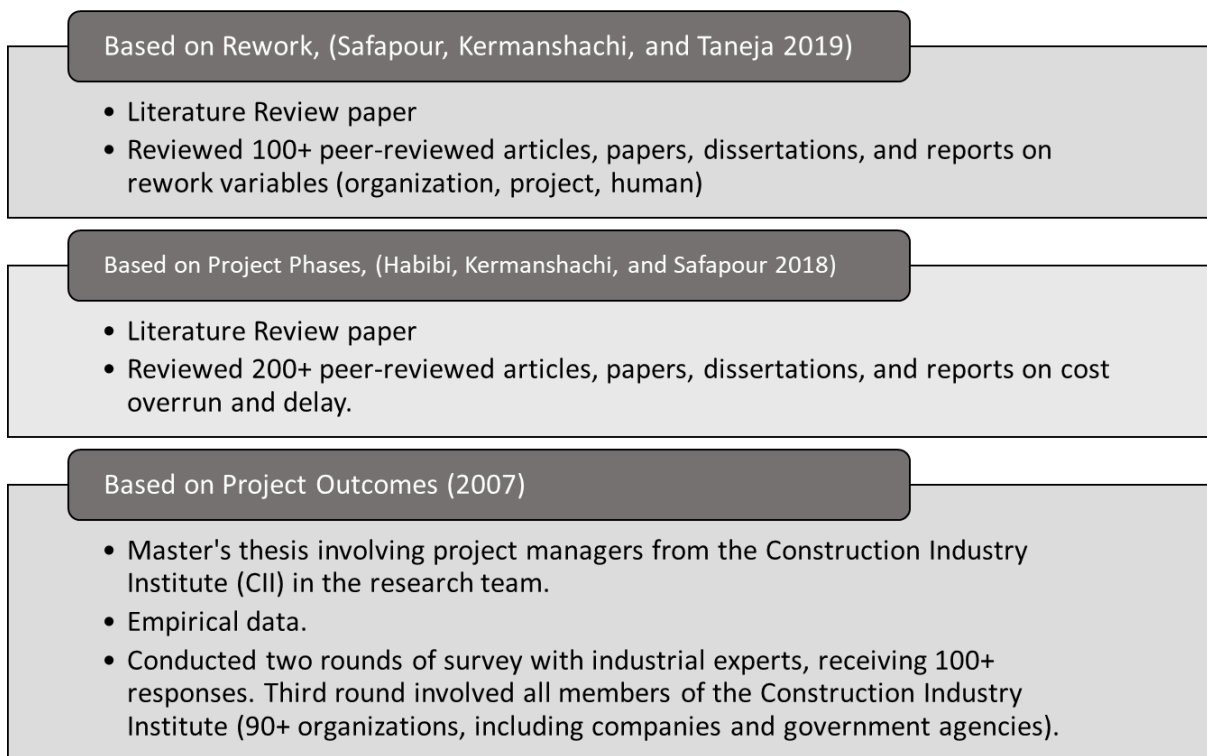 Based on Rework, (Safapour, Kermanshachi, and Taneja 2019)
• Literature Review paper
• Reviewed 100+ peer-reviewed articles, papers, dissertations, and reports on
rework variables (organization, project, human)
Based on Project Phases, (Habibi, Kermanshachi, and Safapour 2018)
• Literature Review paper
• Reviewed 200+ peer-reviewed articles, papers, dissertations, and reports on cost
overrun and delay.
Based on Project Outcomes (2007)
• Master's thesis involving project managers from the Construction Industry
Institute (CII) in the research team.
• Empirical data.
• Conducted two rounds of survey with industrial experts, receiving 100+
responses. Third round involved all members of the Construction Industry
Institute (90+ organizations, including companies and government agencies).